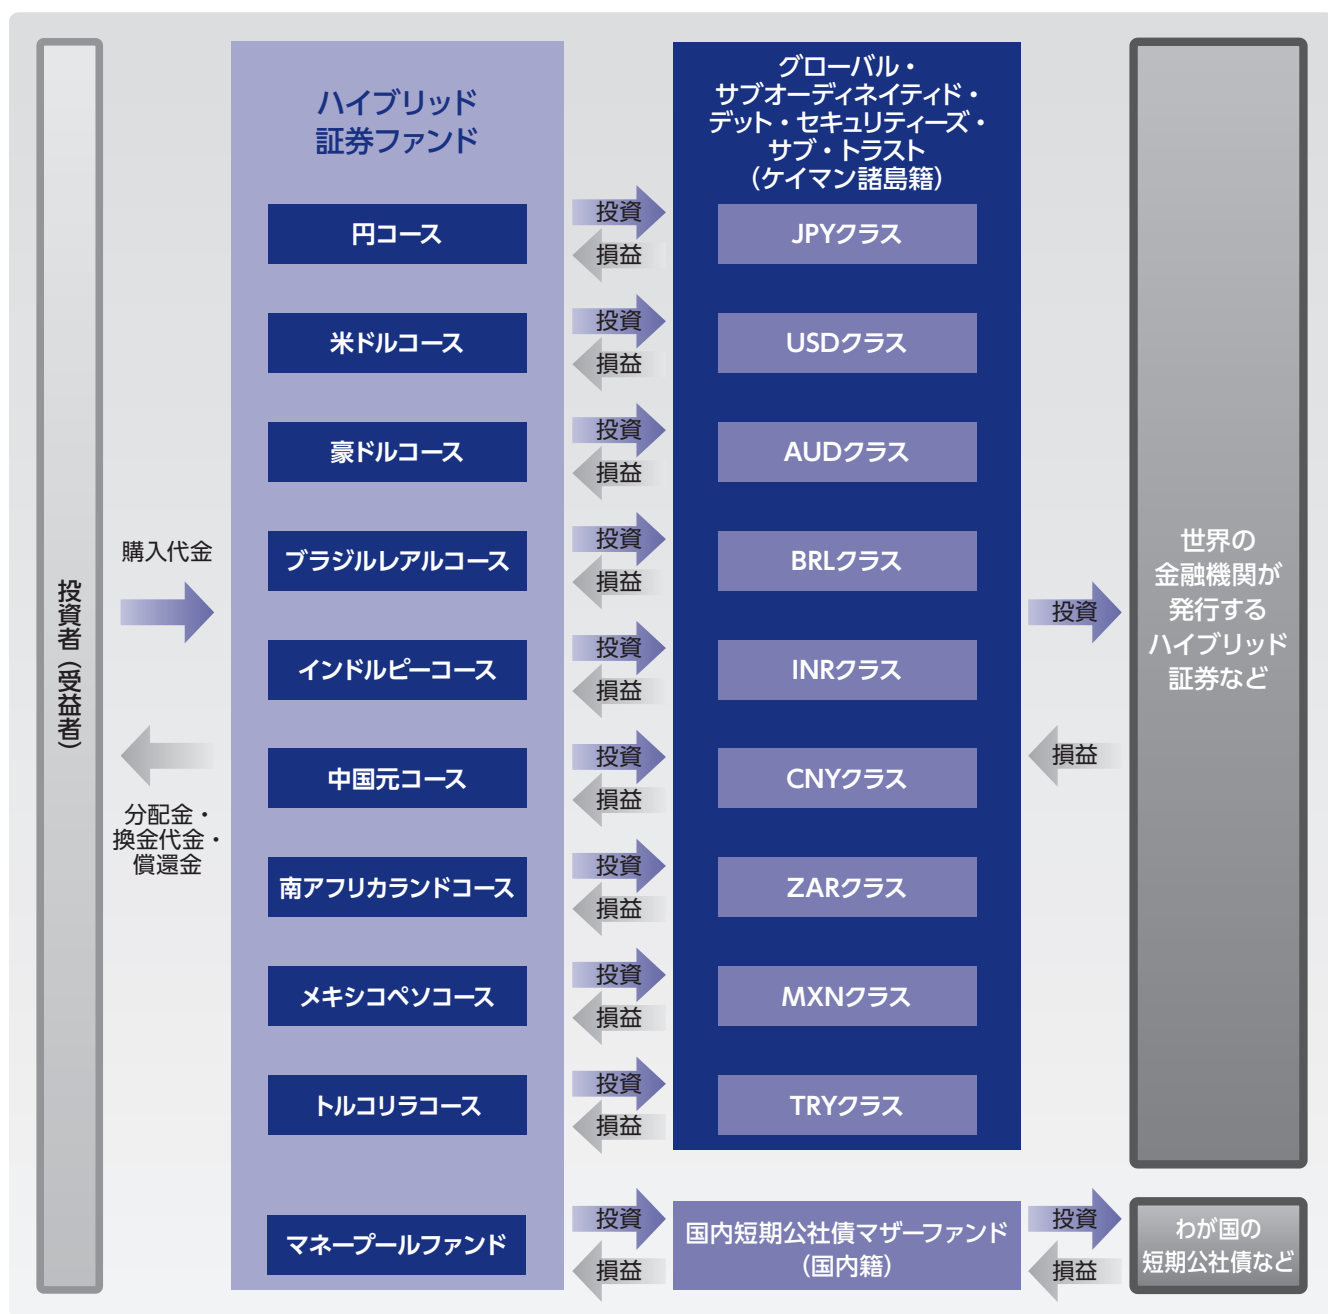 投資者（受益者）
購入代金
分配金・
換金代金・
償還金
ハイブリッド
証券ファンド
グローバル・
サブオーディネイティド・
デット・セキュリティーズ・
サブ・トラスト
（ケイマン諸島籍）
円コース
投資
損益
JPYクラス
米ドルコース
投資
損益
USDクラス
豪ドルコース
投資
損益
AUDクラス
ブラジルレアルコース
投資
損益
BRLクラス
インドルピーコース
投資
損益
INRクラス
中国元コース
投資
損益
CNYクラス
南アフリカランドコース
投資
損益
ZARクラス
メキシコペソコース
投資
損益
MXNクラス
トルコリラコース
投資
損益
TRYクラス
投資
損益
世界の
金融機関が
発行する
ハイブリッド
証券など
マネープールファンド
投資
損益
国内短期公社債マザーファンド
（国内籍）
投資
損益
わが国の
短期公社債など